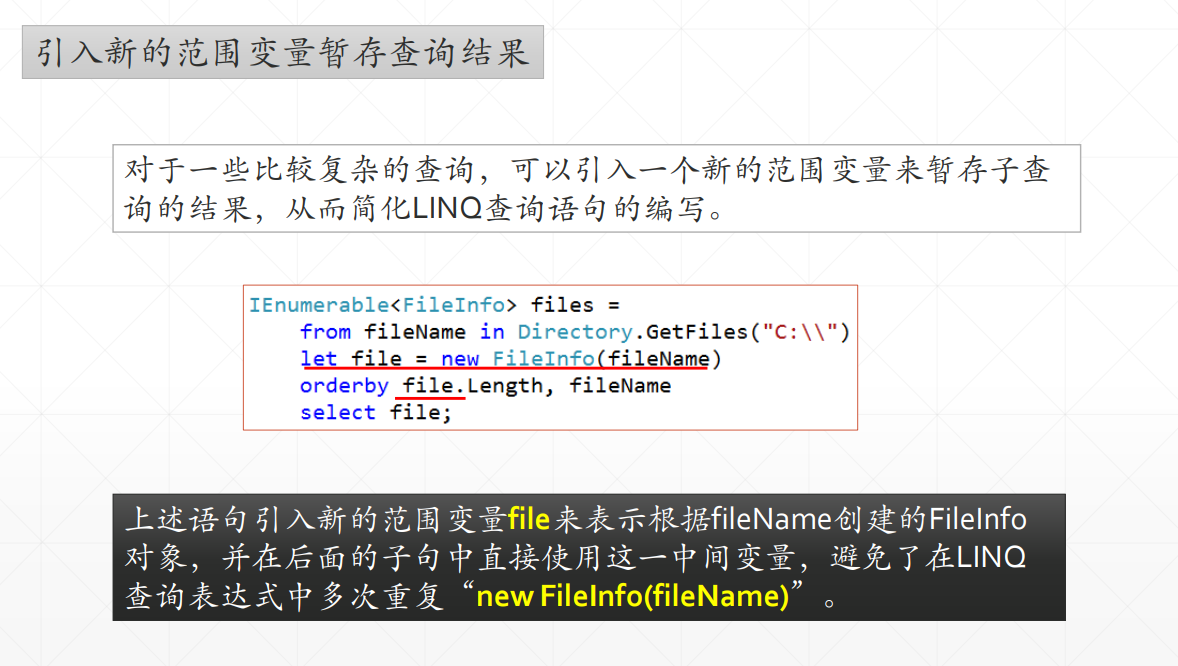 引入新的范围变量暂存查询结果
对于一些比较复杂的查询，可以引入一个新的范围变量来暂存子查
询的结果，从而简化LINQ查询语句的编写。
IEnumerable<FileInfo> files =
from fileName in Directory.GetFiles("C:\\")
let file = new FileInfo(fileName)
orderby file.Length, fileName
select file;
上述语句引入新的范围变量file来表示根据fileName创建的FileInfo
对象，并在后面的子句中直接使用这一中间变量，避免了在LINQ
查询表达式中多次重复“new FileInfo(fileName)”。